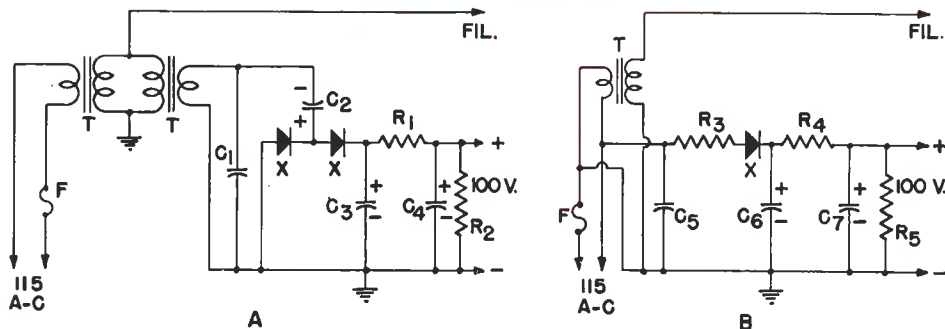 FIL.
T
T
C1
C2
X
X
C3
R1
C4
R2
100 V.
+
-
F
115
A-C
A
FIL.
T
R3
X
R4
C5
C6
C7
R5
100 V.
+
-
F
115
A-C
B